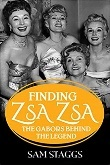 FINDING
ZSA ZSA
THE GABORS BEHIND
THE LEGEND
SAM STAGGS